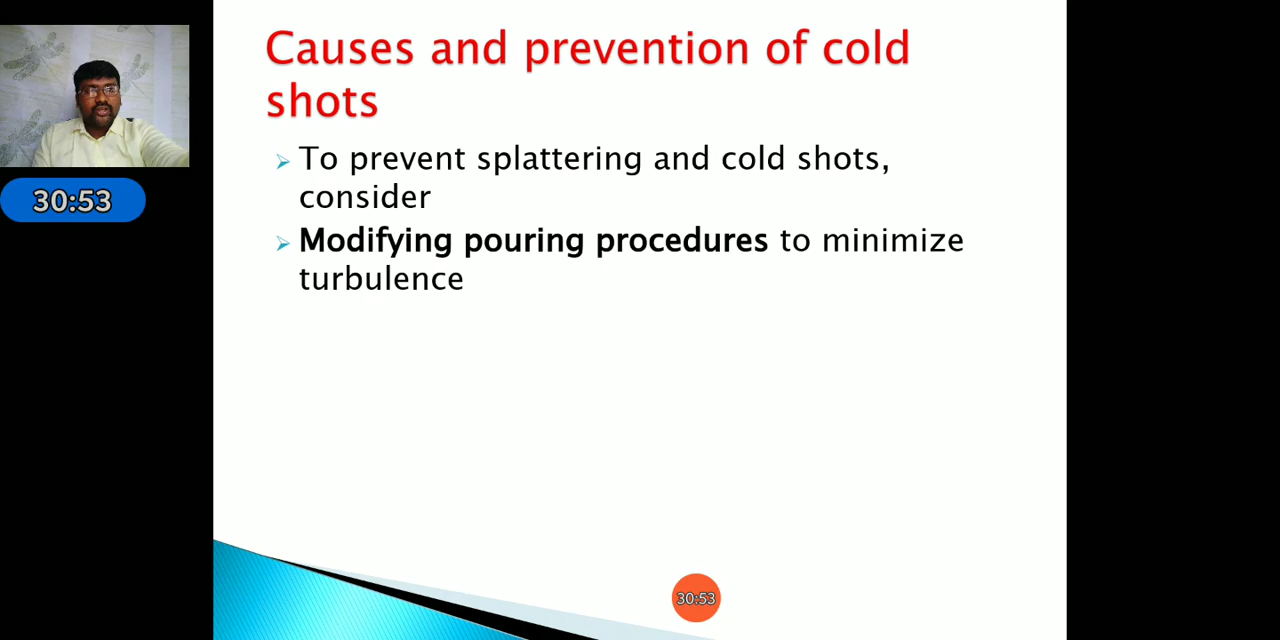 Causes and prevention of cold
shots
30:53
To prevent splattering and cold shots,
consider
Modifying pouring procedures to minimize
turbulence
30:53